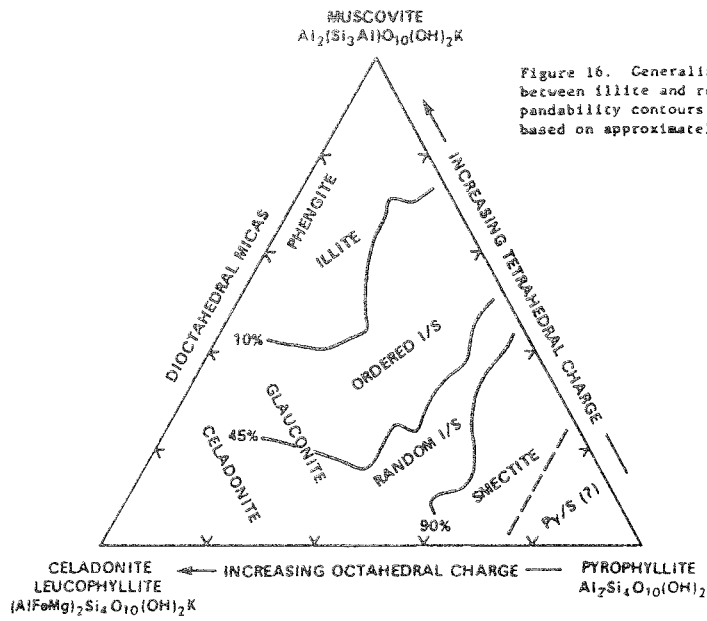 MUSCOVITE
Al2(Si3Al)O10(OH)2K
Figure 16. Generali
between illite and
pandability contours
based on approximatel
INCREASING TETRAHEDRAL CHARGE
DIOCTAHEDRAL MICAS
PHENGITE
ILLITE
10%
ORDERED I/S
GLAUCONITE
45%
CELADONITE
RANDOM I/S
SMECTITE
Py/S (?)
90%
CELADONITE
LEUCOPHYLLITE
(AlFeMg)2Si4O10(OH)2K
INCREASING OCTAHEDRAL CHARGE
PYROPHYLLITE
Al2Si4O10(OH)2